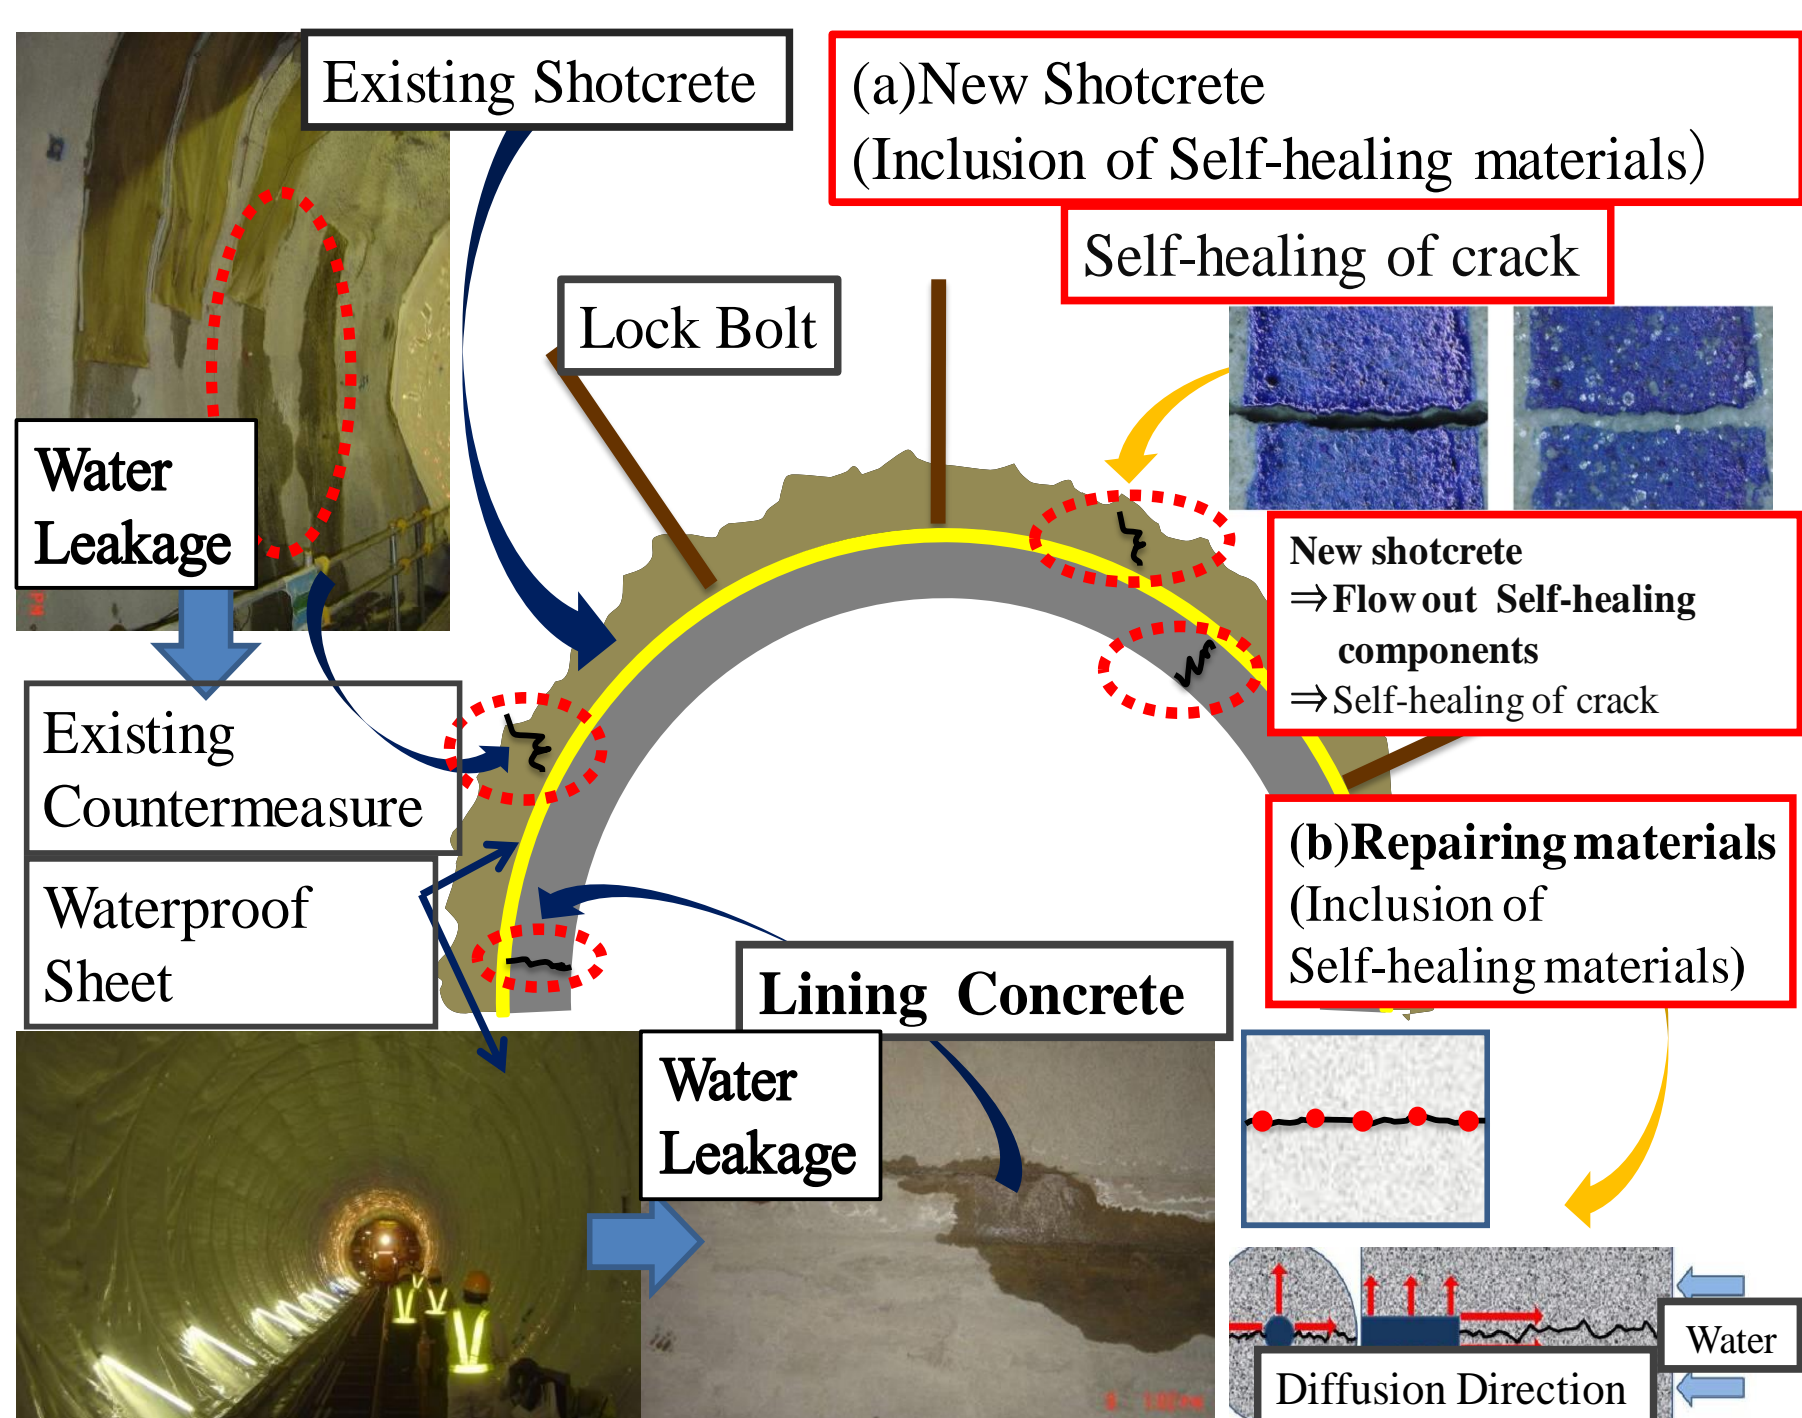 Existing Shotcrete
(a)New Shotcrete
(Inclusion of Self-healing materials)
Self-healing of crack
Lock Bolt
Water
Leakage
New shotcrete
⇒Flow out Self-healing
components
⇒Self-healing of crack
Existing
Countermeasure
Waterproof
Sheet
(b)Repairing materials
(Inclusion of
Self-healing materials)
Lining Concrete
Water
Leakage
Water
Diffusion Direction